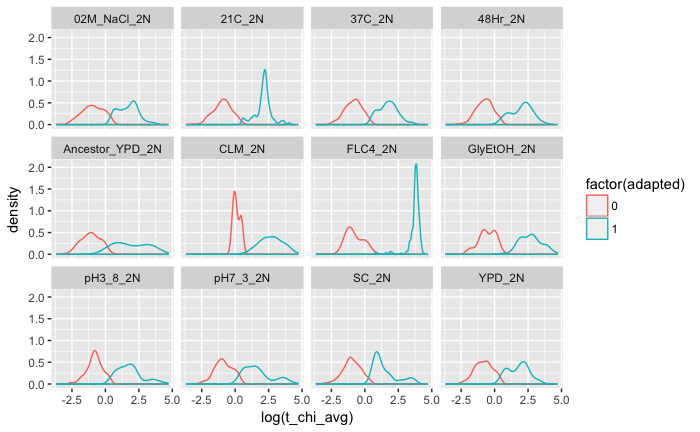 02M_NaCl_2N 21C_2N 37C_2N 48Hr_2N
2.0
1.5
1.0
0.5
0.0
Ancestor_YPD_2N CLM_2N FLC4_2N GlyEtOH_2N
2.0
1.5
1.0
0.5
0.0
pH3_8_2N pH7_3_2N SC_2N YPD_2N
2.0
1.5
1.0
0.5
0.0
-2.5 0.0 2.5 5.0 -2.5 0.0 2.5 5.0 -2.5 0.0 2.5 5.0 -2.5 0.0 2.5 5.0
log(t_chi_avg)
density
factor(adapted)
0
1